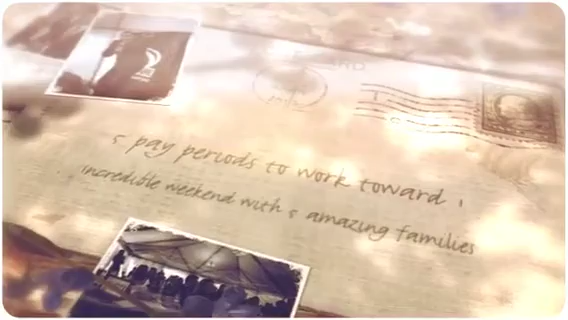 5 pay periods to work toward 1
incredible weekend with 5 amazing families